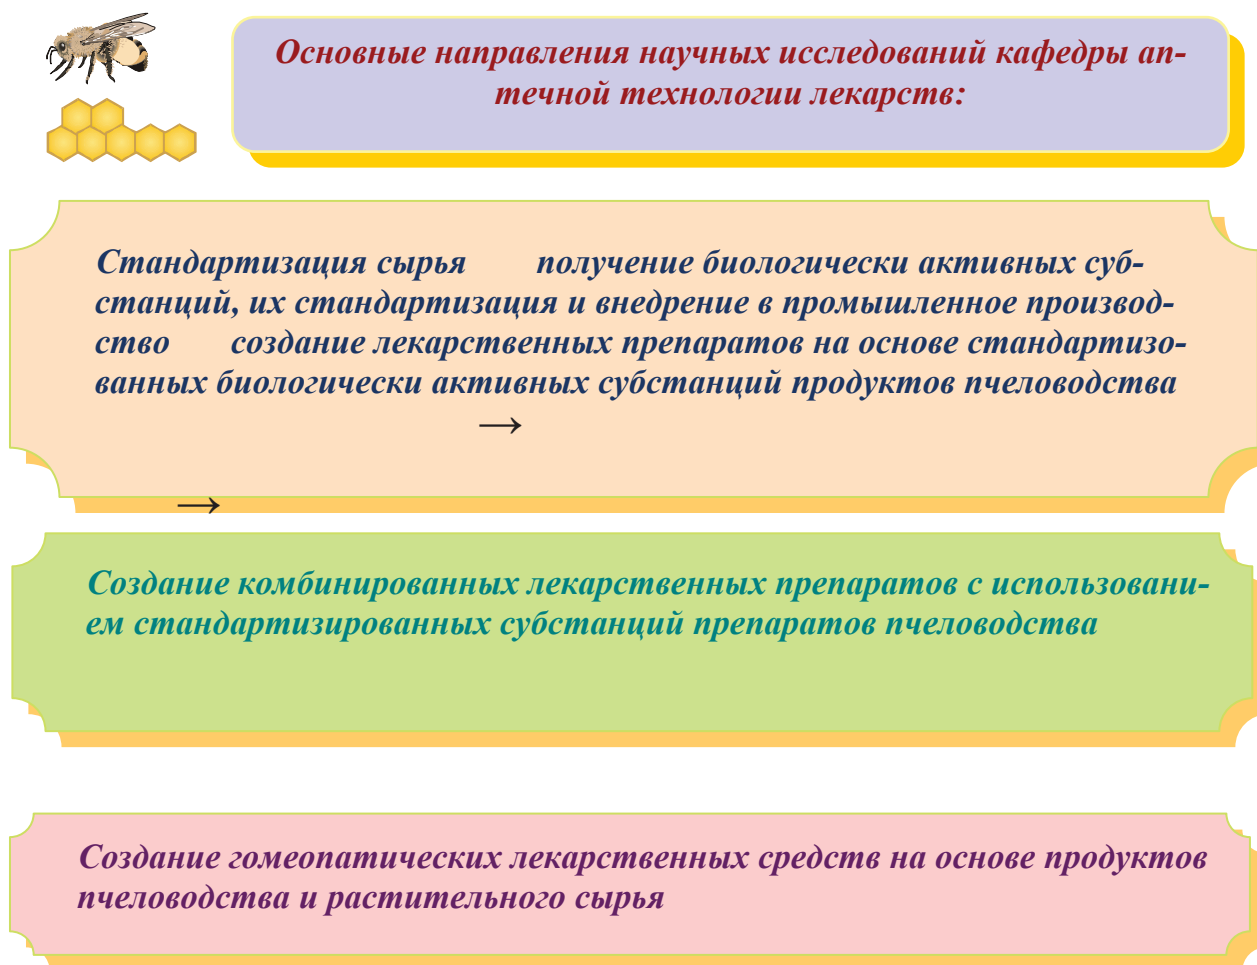 Основные направления научных исследований кафедры ап-
течной технологии лекарств:
Стандартизация сырья получение биологически активных суб-
станций, их стандартизация и внедрение в промышленное производ-
ство создание лекарственных препаратов на основе стандартизо-
ванных биологически активных субстанций продуктов пчеловодства
→
→
Создание комбинированных лекарственных препаратов с использовани-
ем стандартизированных субстанций препаратов пчеловодства
Создание гомеопатических лекарственных средств на основе продуктов
пчеловодства и растительного сырья